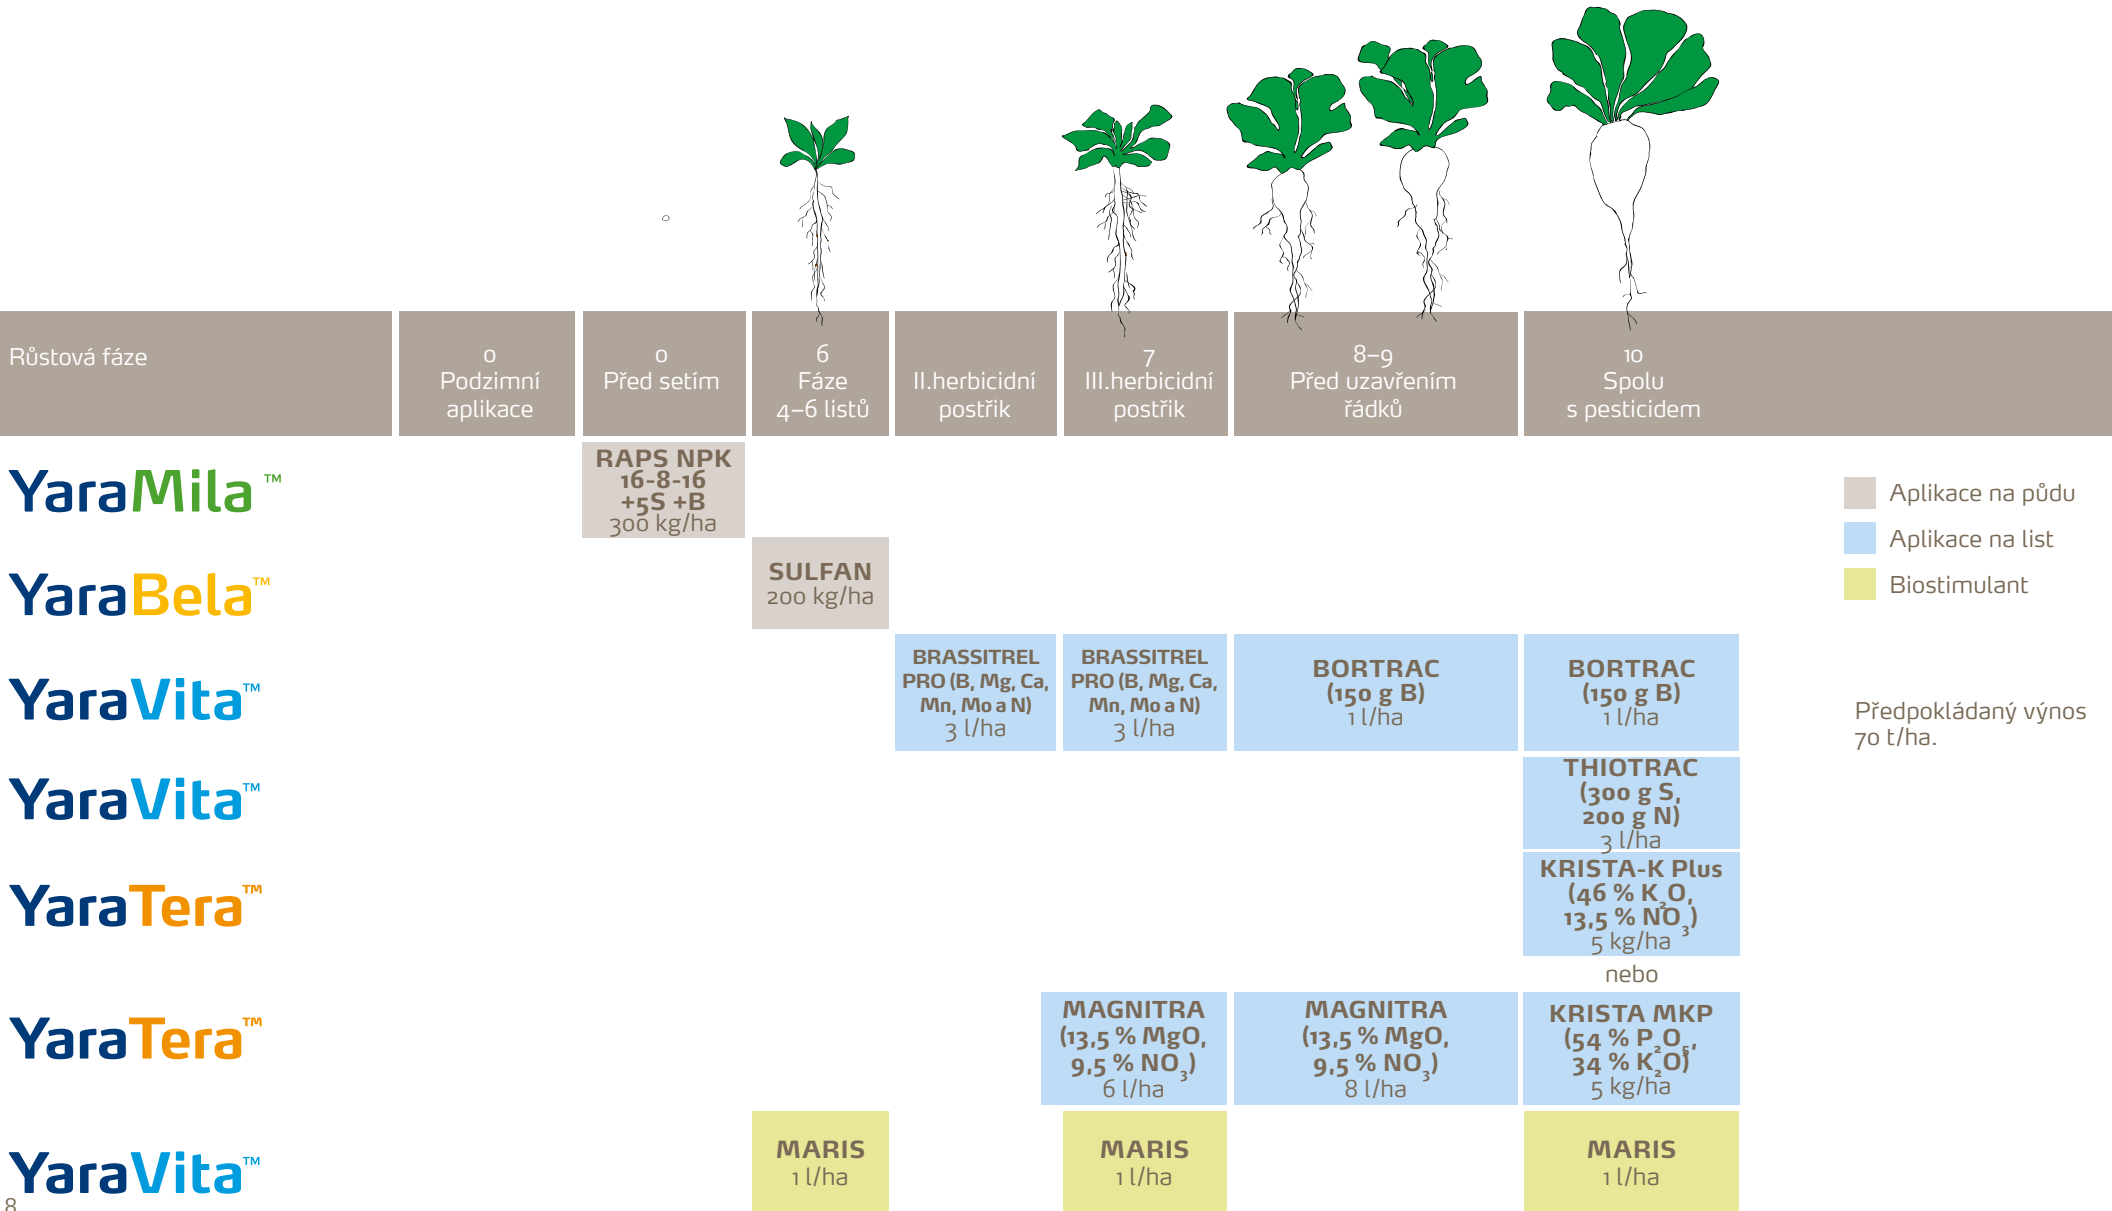 Růstová fáze
0
Podzimní
aplikace
0
Před setím
6
Fáze
4–6 listů
II.herbicidní
postřik
7
III.herbicidní
postřik
8–9
Před uzavřením
řádků
10
Spolu
s pesticidem
YaraMila™
RAPS NPK
16-8-16
+5S +B
300 kg/ha
YaraBela™
SULFAN
200 kg/ha
YaraVita™
BRASSITREL
PRO (B, Mg, Ca,
Mn, Mo a N)
3 l/ha
BRASSITREL
PRO (B, Mg, Ca,
Mn, Mo a N)
3 l/ha
BORTRAC
(150 g B)
1 l/ha
BORTRAC
(150 g B)
1 l/ha
YaraVita™
THIOTRAC
(300 g S,
200 g N)
3 l/ha
YaraTera™
KRISTA-K Plus
(46 % K₂O,
13,5 % NO₃)
5 kg/ha
nebo
YaraTera™
MAGNITRA
(13,5 % MgO,
9,5 % NO₃)
6 l/ha
MAGNITRA
(13,5 % MgO,
9,5 % NO₃)
8 l/ha
KRISTA MKP
(54 % P₂O₅,
34 % K₂O)
5 kg/ha
YaraVita™
MARIS
1 l/ha
MARIS
1 l/ha
MARIS
1 l/ha
Aplikace na půdu
Aplikace na list
Biostimulant
Předpokládaný výnos
70 t/ha.
8